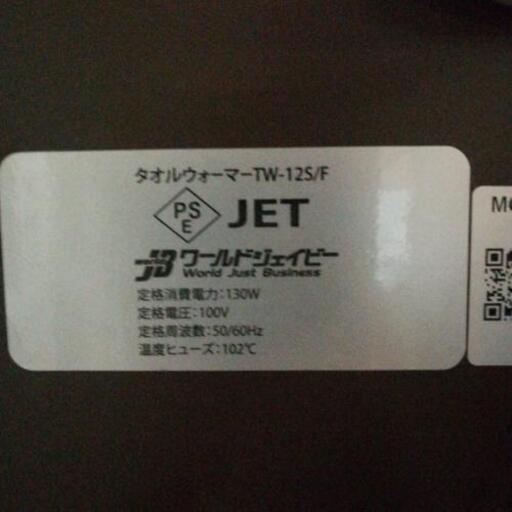 タオルウォーマーTW-12S/F
PS
E
JET
world JB ワールドジェイビー
World Just Business
定格消費電力:130W
定格電圧:100V
定格周波数:50/60Hz
温度ヒューズ:102℃